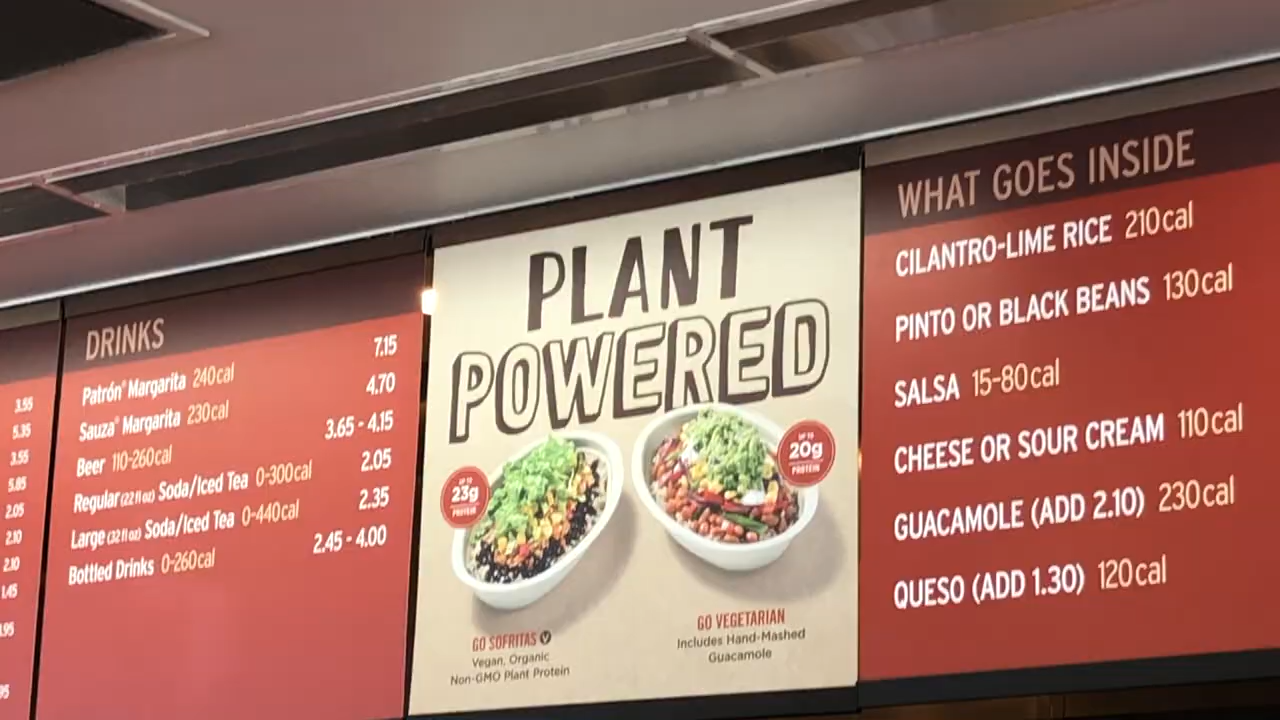 3.55
5.35
3.55
5.85
2.05
2.10
2.10
1.45
DRINKS
Patrón® Margarita 240cal 7.15
Sauza® Margarita 230cal 4.70
Beer 110-260cal 3.65 - 4.15
Regular (22 fl oz) Soda/Iced Tea 0-300cal 2.05
Large (32 fl oz) Soda/Iced Tea 0-440cal 2.35
Bottled Drinks 0-260cal 2.45 - 4.00
PLANT
POWERED
UP TO
23g
PROTEIN
UP TO
20g
PROTEIN
GO SOFRITAS V
Vegan, Organic
Non-GMO Plant Protein
GO VEGETARIAN
Includes Hand-Mashed
Guacamole
WHAT GOES INSIDE
CILANTRO-LIME RICE 210cal
PINTO OR BLACK BEANS 130cal
SALSA 15-80cal
CHEESE OR SOUR CREAM 110cal
GUACAMOLE (ADD 2.10) 230cal
QUESO (ADD 1.30) 120cal